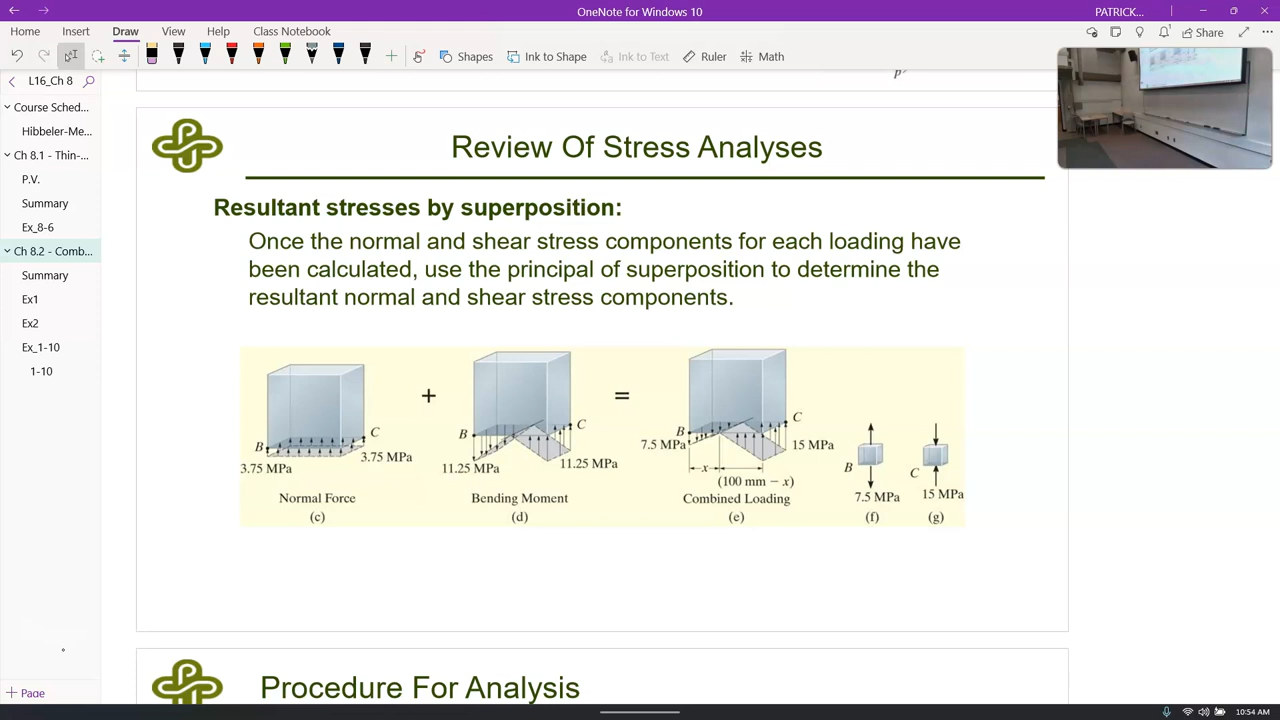 OneNote for Windows 10
PATRICK...
Home Insert Draw View Help Class Notebook
Share
Shapes Ink to Shape Ink to Text Ruler Math
L16_Ch 8
Course Sched...
Hibbeler-Me...
Ch 8.1 - Thin-...
P.V.
Summary
Ex_8-6
Ch 8.2 - Comb...
Summary
Ex1
Ex2
Ex_1-10
1-10
Page
p
Review Of Stress Analyses
Resultant stresses by superposition:
Once the normal and shear stress components for each loading have
been calculated, use the principal of superposition to determine the
resultant normal and shear stress components.
B
C
3.75 MPa
3.75 MPa
Normal Force
(c)
+
B
C
11.25 MPa
11.25 MPa
Bending Moment
(d)
=
B
C
7.5 MPa
15 MPa
x
(100 mm − x)
Combined Loading
(e)
B
7.5 MPa
(f)
C
15 MPa
(g)
Procedure For Analysis
10:54 AM